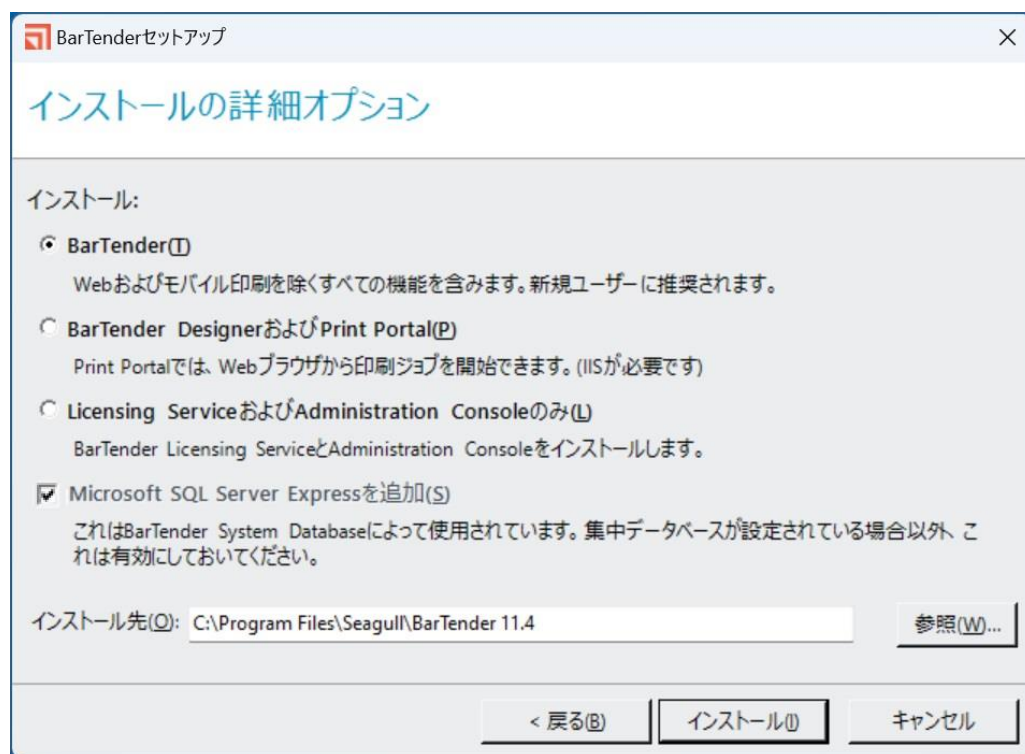 BarTenderセットアップ
インストールの詳細オプション
インストール:
BarTender(T)
Webおよびモバイル印刷を除くすべての機能を含みます。新規ユーザーに推奨されます。
BarTender DesignerおよびPrint Portal(P)
Print Portalでは、Webブラウザから印刷ジョブを開始できます。(IISが必要です)
Licensing ServiceおよびAdministration Consoleのみ(L)
BarTender Licensing ServiceとAdministration Consoleをインストールします。
Microsoft SQL Server Expressを追加(S)
これはBarTender System Databaseによって使用されています。集中データベースが設定されている場合以外、こ
れは有効にしておいてください。
インストール先(O): C:\Program Files\Seagull\BarTender 11.4 参照(W)...
< 戻る(B) インストール(I) キャンセル